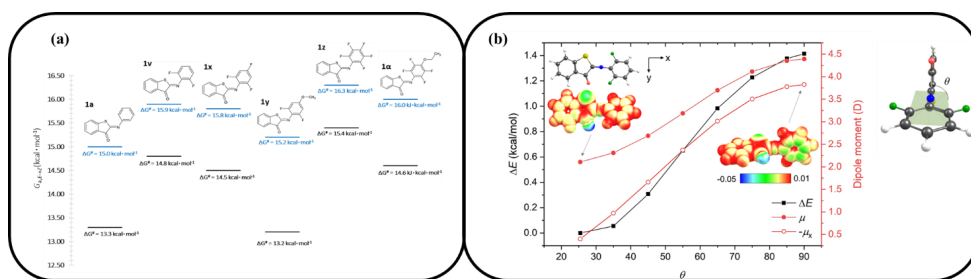 (a)
1a
ΔG≠ = 15.0 kcal·mol⁻¹
ΔG≠ = 13.3 kcal·mol⁻¹
1v
ΔG≠ = 15.9 kcal·mol⁻¹
ΔG≠ = 14.8 kcal·mol⁻¹
1x
ΔG≠ = 15.8 kcal·mol⁻¹
ΔG≠ = 14.5 kcal·mol⁻¹
1y
ΔG≠ = 15.2 kcal·mol⁻¹
ΔG≠ = 13.2 kcal·mol⁻¹
1z
ΔG≠ = 16.3 kcal·mol⁻¹
ΔG≠ = 15.4 kcal·mol⁻¹
1α
ΔG≠ = 16.0 kJ·kcal·mol⁻¹
ΔG≠ = 14.6 kJ·kcal·mol⁻¹
16.50
16.00
15.50
15.00
14.50
14.00
13.50
13.00
12.50
(b)
x
y
θ
ΔE (kcal/mol)
1.4
1.2
1.0
0.8
0.6
0.4
0.2
0.0
20 30 40 50 60 70 80 90
θ
Dipole moment (D)
4.5
4.0
3.5
3.0
2.5
2.0
1.5
1.0
0.5
-0.05 0.01
ΔE
μ
-μx